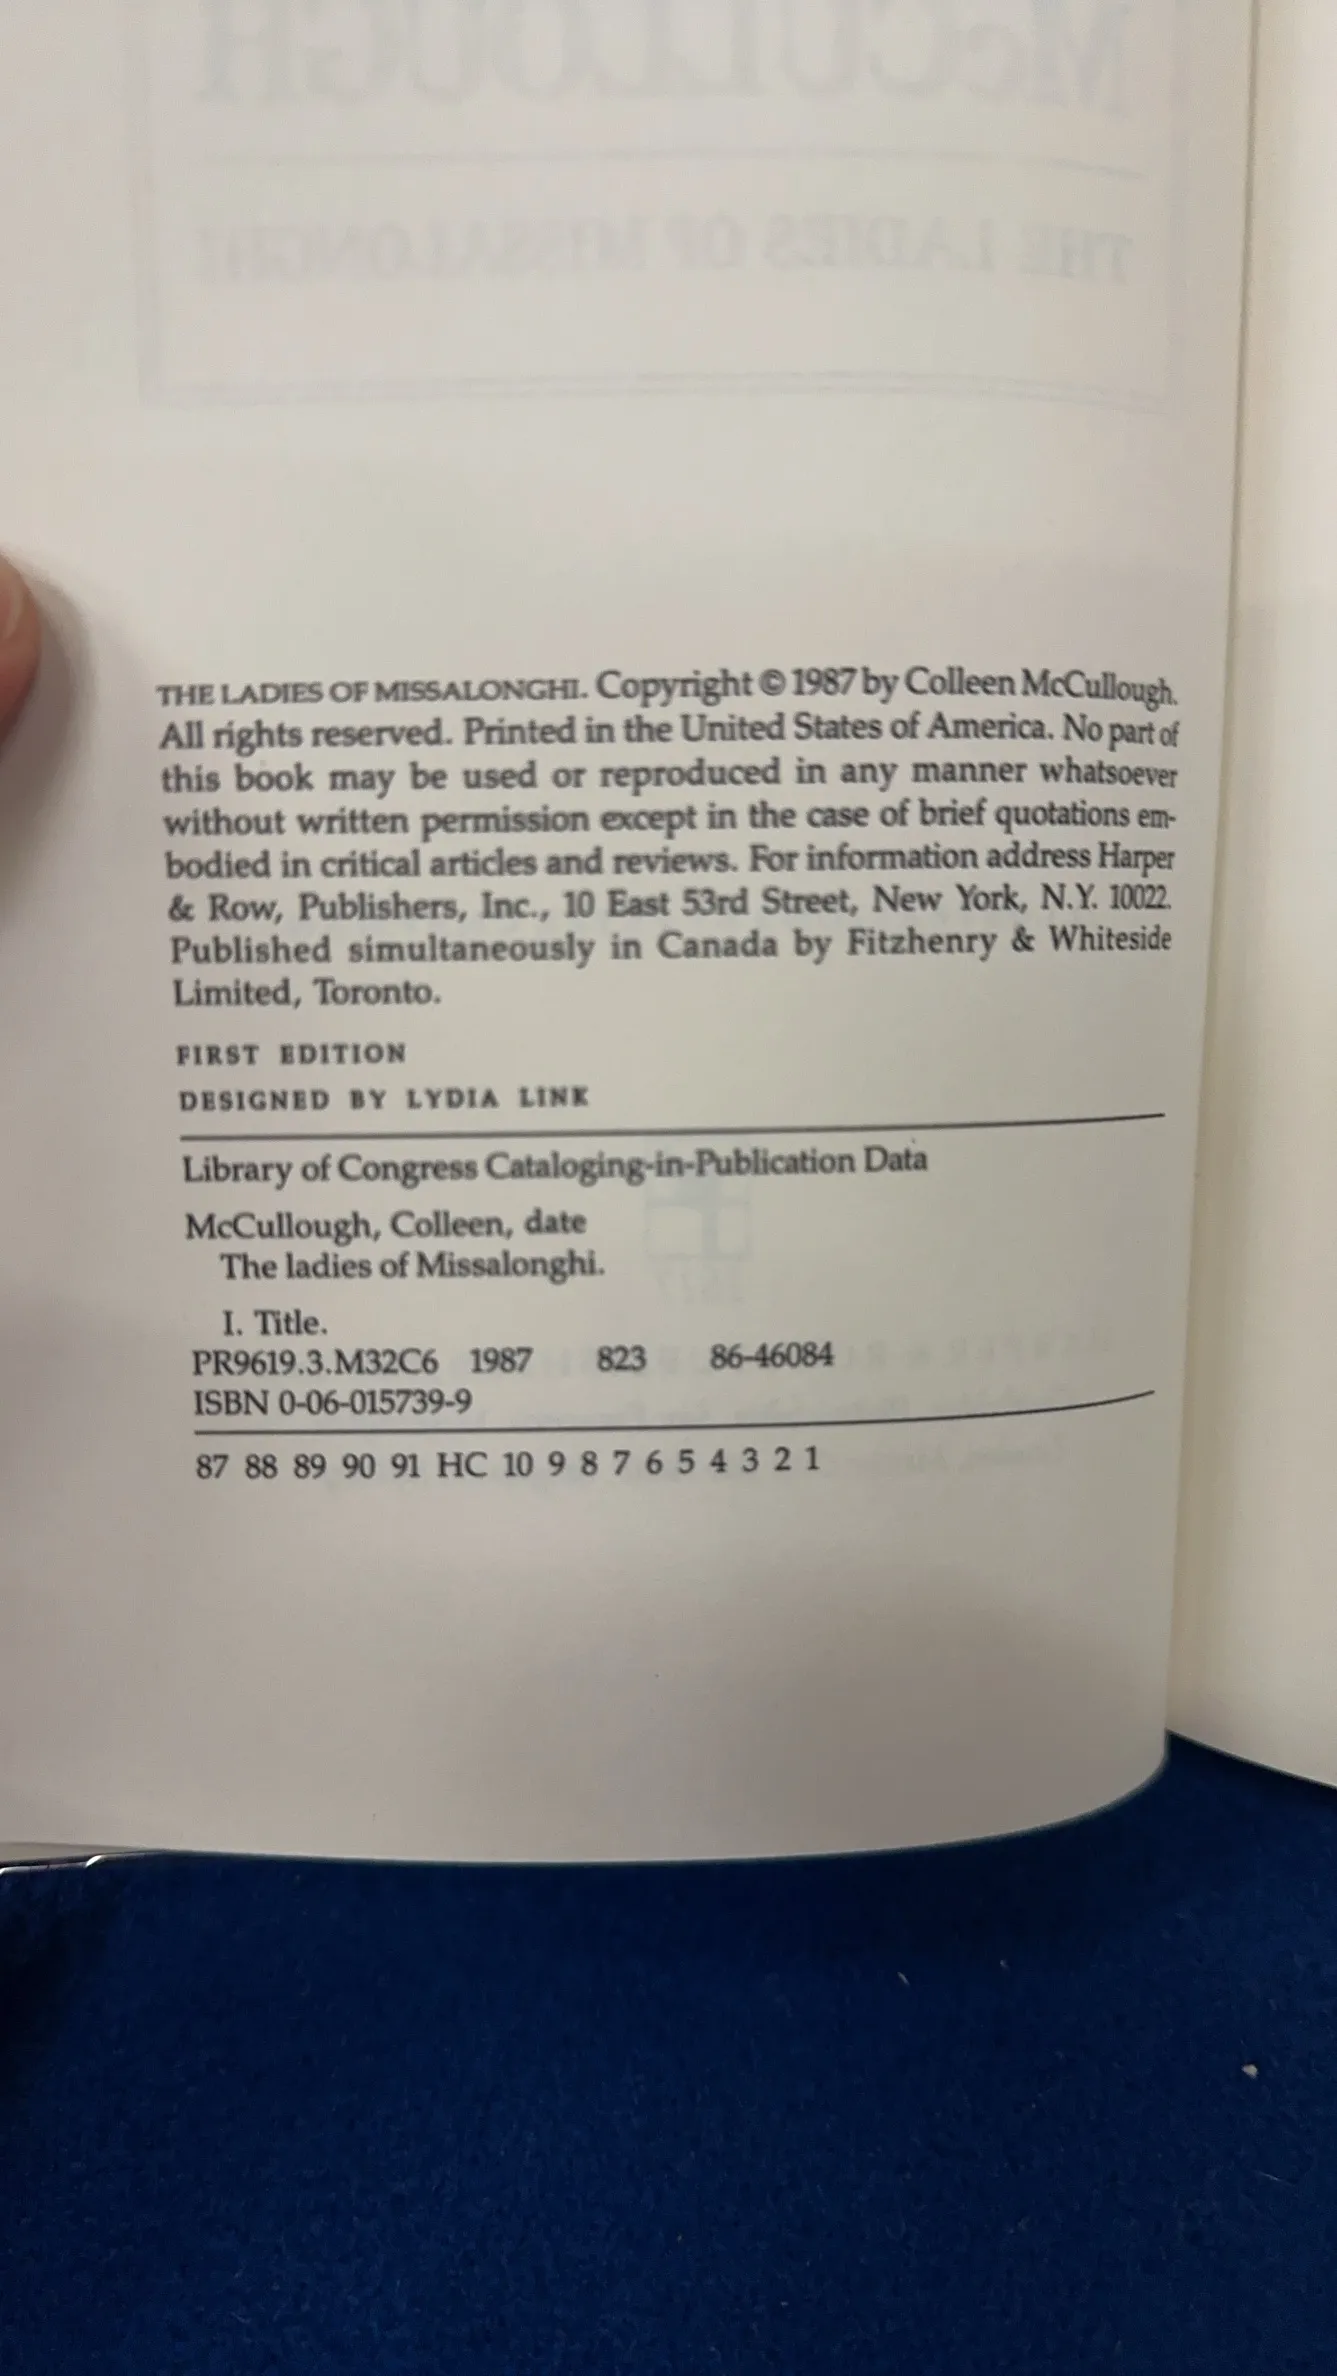 McCULLOUGH
THE LADIES OF MISSALONGHI
THE LADIES OF MISSALONGHI. Copyright © 1987 by Colleen McCullough.
All rights reserved. Printed in the United States of America. No part of
this book may be used or reproduced in any manner whatsoever
without written permission except in the case of brief quotations em-
bodied in critical articles and reviews. For information address Harper
& Row, Publishers, Inc., 10 East 53rd Street, New York, N.Y. 10022.
Published simultaneously in Canada by Fitzhenry & Whiteside
Limited, Toronto.
FIRST EDITION
DESIGNED BY LYDIA LINK
Library of Congress Cataloging-in-Publication Data
McCullough, Colleen, date
The ladies of Missalonghi.
I. Title.
PR9619.3.M32C6 1987 823 86-46084
ISBN 0-06-015739-9
87 88 89 90 91 HC 10 9 8 7 6 5 4 3 2 1